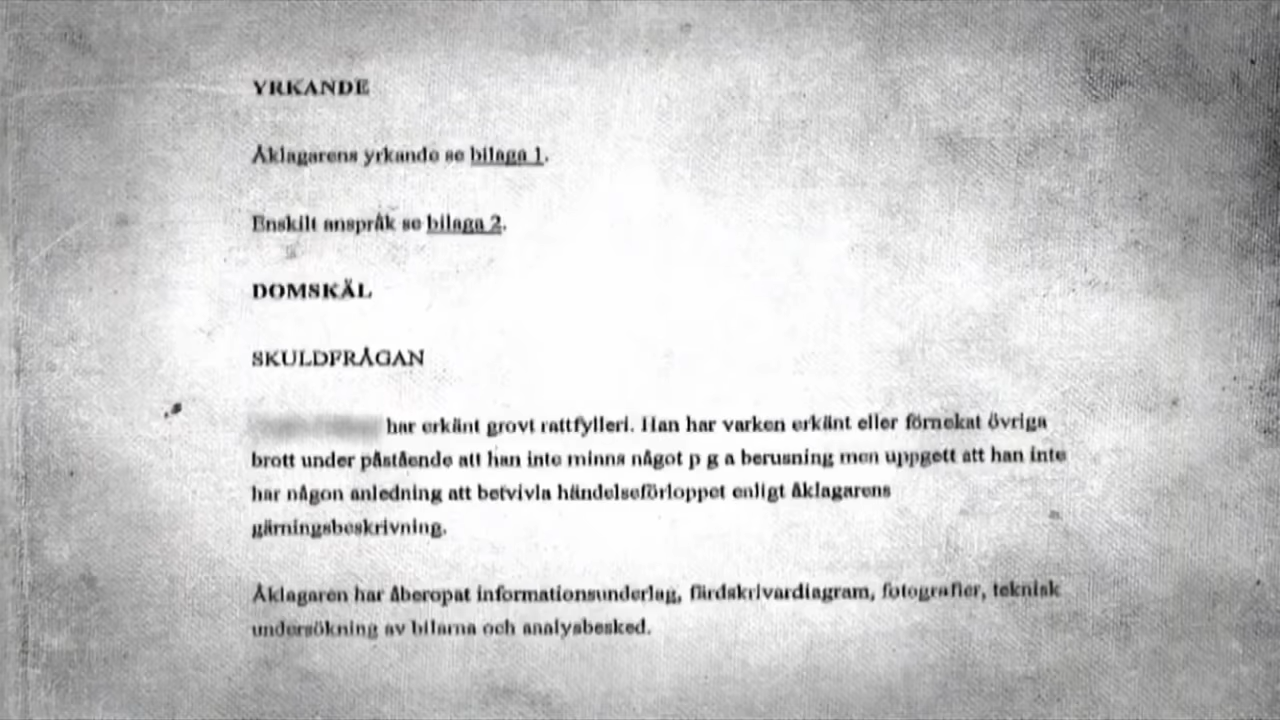 YRKANDE
Åklagarens yrkande se bilaga 1.
Enskilt anspråk se bilaga 2.
DOMSKÄL
SKULDFRÅGAN
har erkänt grovt rattfylleri. Han har varken erkänt eller förnekat övriga
brott under påstående att han inte minns något p g a berusning men uppgett att han inte
har någon anledning att betvivla händelseförloppet enligt åklagarens
gärningsbeskrivning.
Åklagaren har åberopat informationsunderlag, färdskrivardiagram, fotografier, teknisk
undersökning av bilarna och analysbesked.